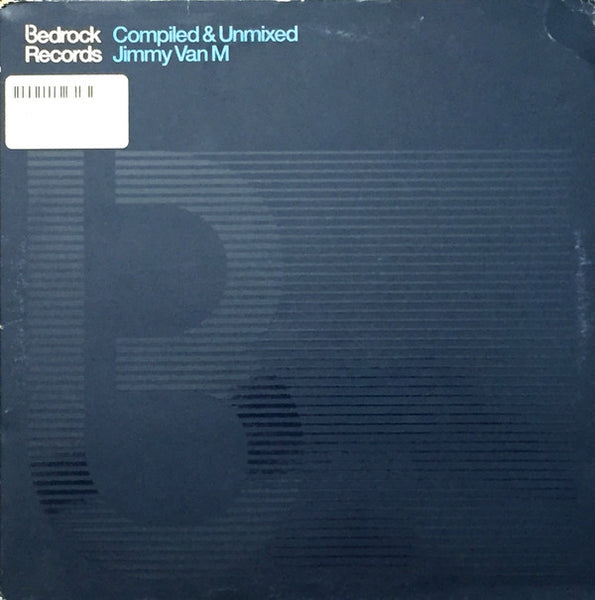 Bedrock Compiled & Unmixed
Records Jimmy Van M